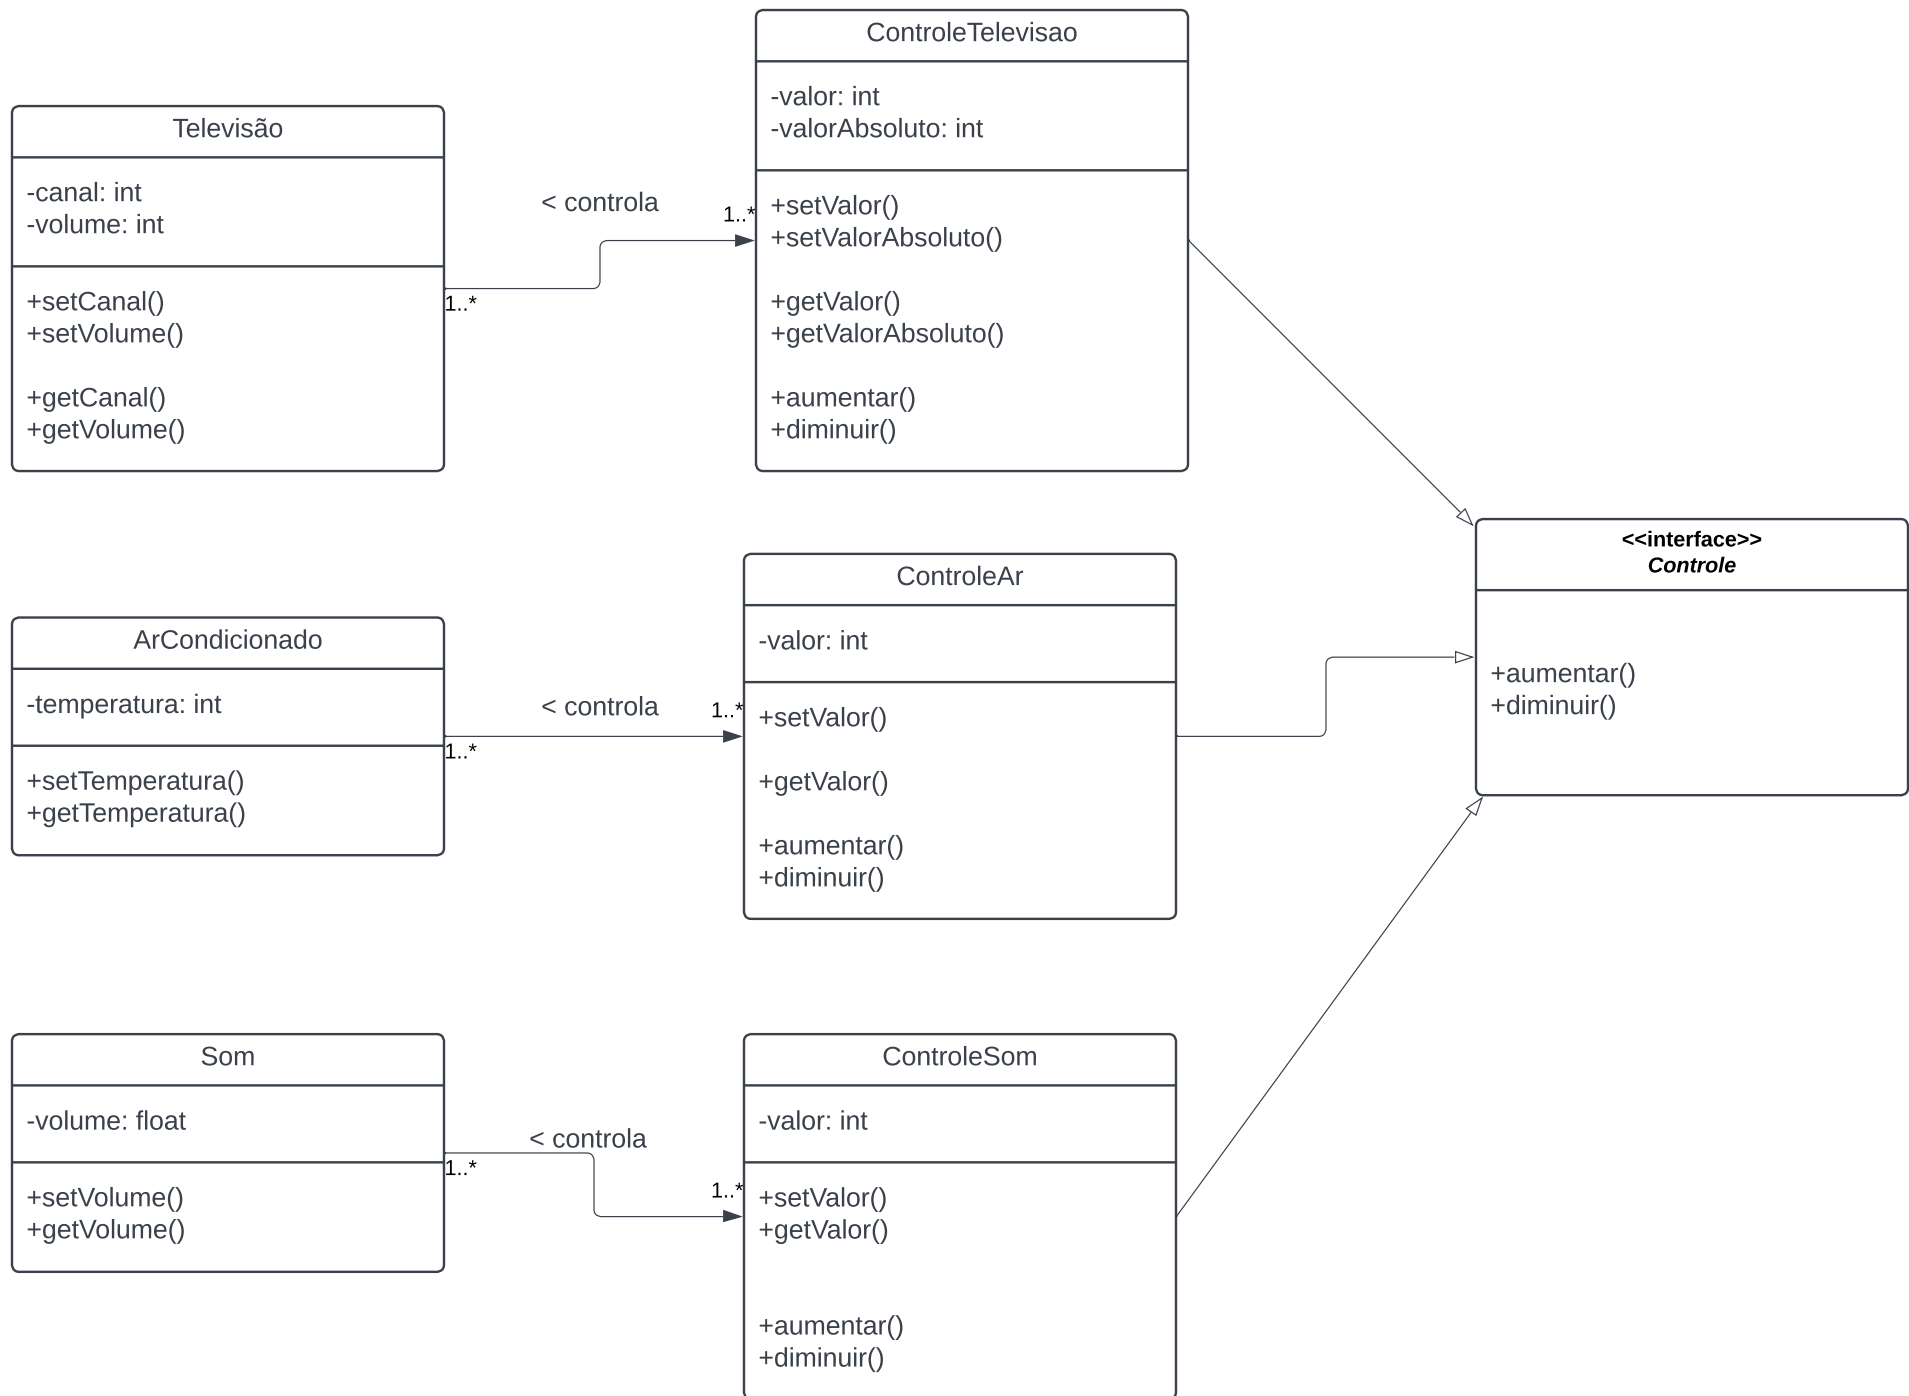 ControleTelevisao
-valor: int
-valorAbsoluto: int
+setValor()
+setValorAbsoluto()
+getValor()
+getValorAbsoluto()
+aumentar()
+diminuir()
Televisão
-canal: int
-volume: int
+setCanal()
+setVolume()
+getCanal()
+getVolume()
< controla
1..*
1..*
<<interface>>
Controle
+aumentar()
+diminuir()
ControleAr
-valor: int
+setValor()
+getValor()
+aumentar()
+diminuir()
ArCondicionado
-temperatura: int
+setTemperatura()
+getTemperatura()
< controla
1..*
1..*
Som
-volume: float
+setVolume()
+getVolume()
< controla
1..*
1..*
ControleSom
-valor: int
+setValor()
+getValor()
+aumentar()
+diminuir()